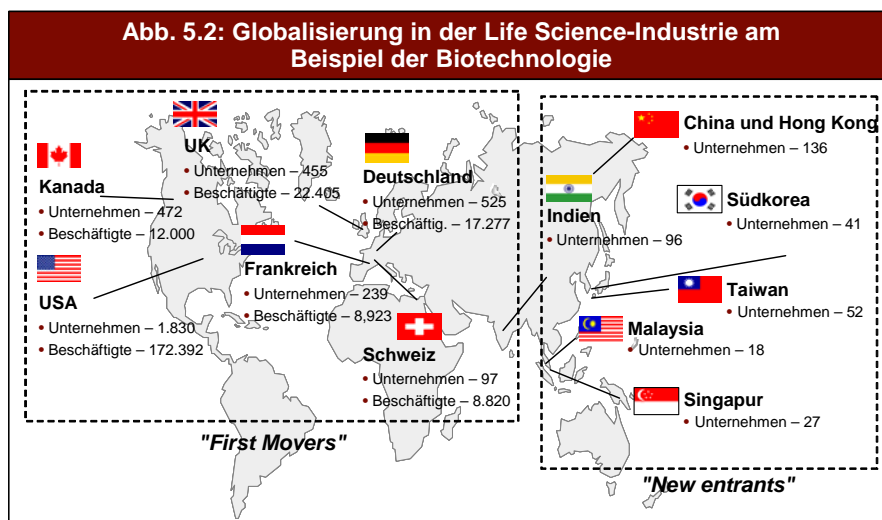 Abb. 5.2: Globalisierung in der Life Science-Industrie am
Beispiel der Biotechnologie
UK
• Unternehmen – 455
• Beschäftigte – 22.405
Kanada
• Unternehmen – 472
• Beschäftigte – 12.000
USA
• Unternehmen – 1.830
• Beschäftigte – 172.392
Frankreich
• Unternehmen – 239
• Beschäftigte – 8,923
Deutschland
• Unternehmen – 525
• Beschäftig. – 17.277
Schweiz
• Unternehmen – 97
• Beschäftigte – 8.820
"First Movers"
China und Hong Kong
• Unternehmen – 136
Indien
• Unternehmen – 96
Südkorea
• Unternehmen – 41
Taiwan
• Unternehmen – 52
Malaysia
• Unternehmen – 18
Singapur
• Unternehmen – 27
"New entrants"